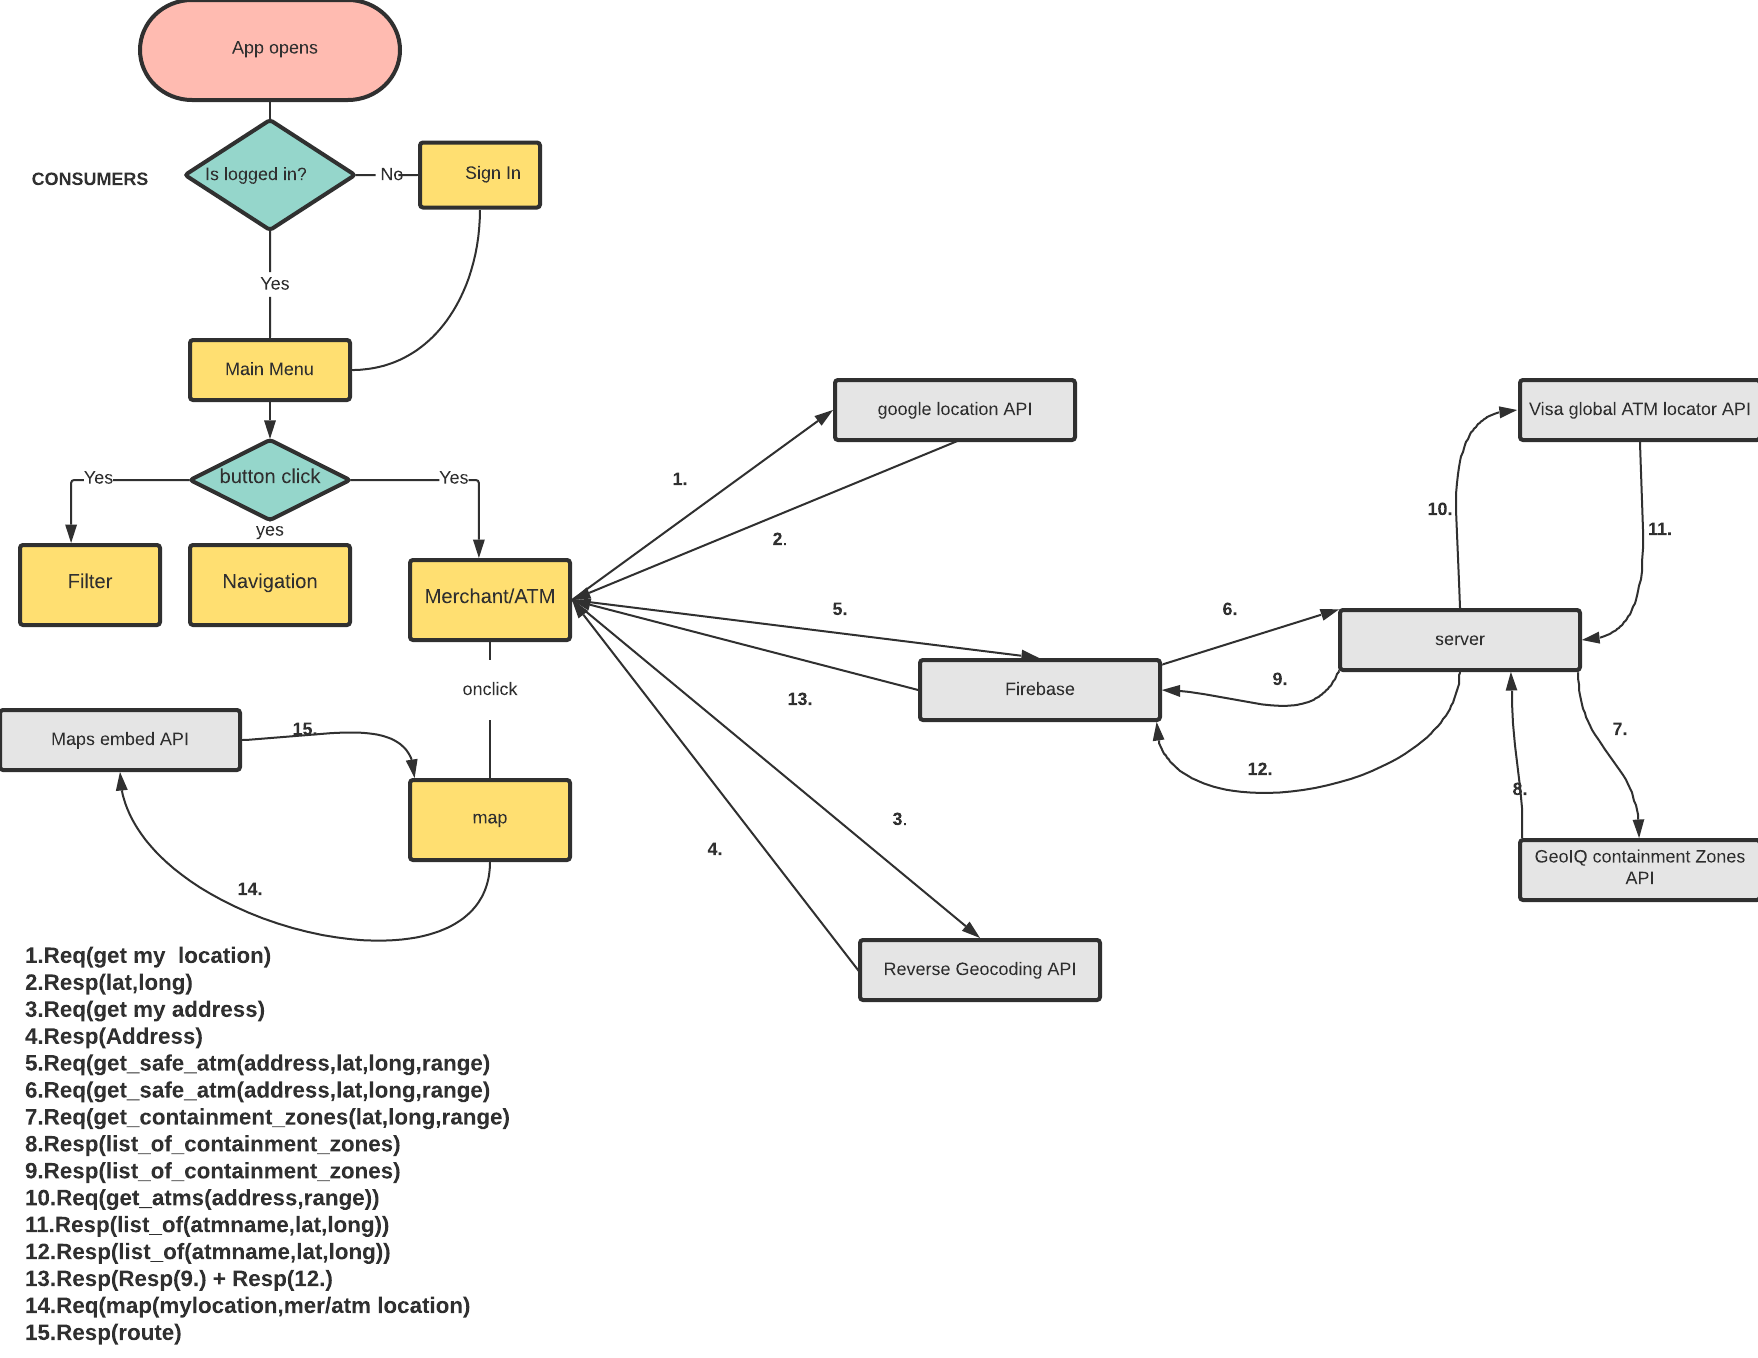 App opens
CONSUMERS
Is logged in?
No
Sign In
Yes
Main Menu
button click
Yes
Yes
yes
Filter
Navigation
Merchant/ATM
onclick
Maps embed API
15.
map
14.
google location API
1.
2.
5.
13.
3.
4.
Firebase
Reverse Geocoding API
6.
9.
12.
server
10.
Visa global ATM locator API
11.
7.
8.
GeoIQ containment Zones
API
1.Req(get my  location)
2.Resp(lat,long)
3.Req(get my address)
4.Resp(Address)
5.Req(get_safe_atm(address,lat,long,range)
6.Req(get_safe_atm(address,lat,long,range)
7.Req(get_containment_zones(lat,long,range)
8.Resp(list_of_containment_zones)
9.Resp(list_of_containment_zones)
10.Req(get_atms(address,range))
11.Resp(list_of(atmname,lat,long))
12.Resp(list_of(atmname,lat,long))
13.Resp(Resp(9.) + Resp(12.)
14.Req(map(mylocation,mer/atm location)
15.Resp(route)